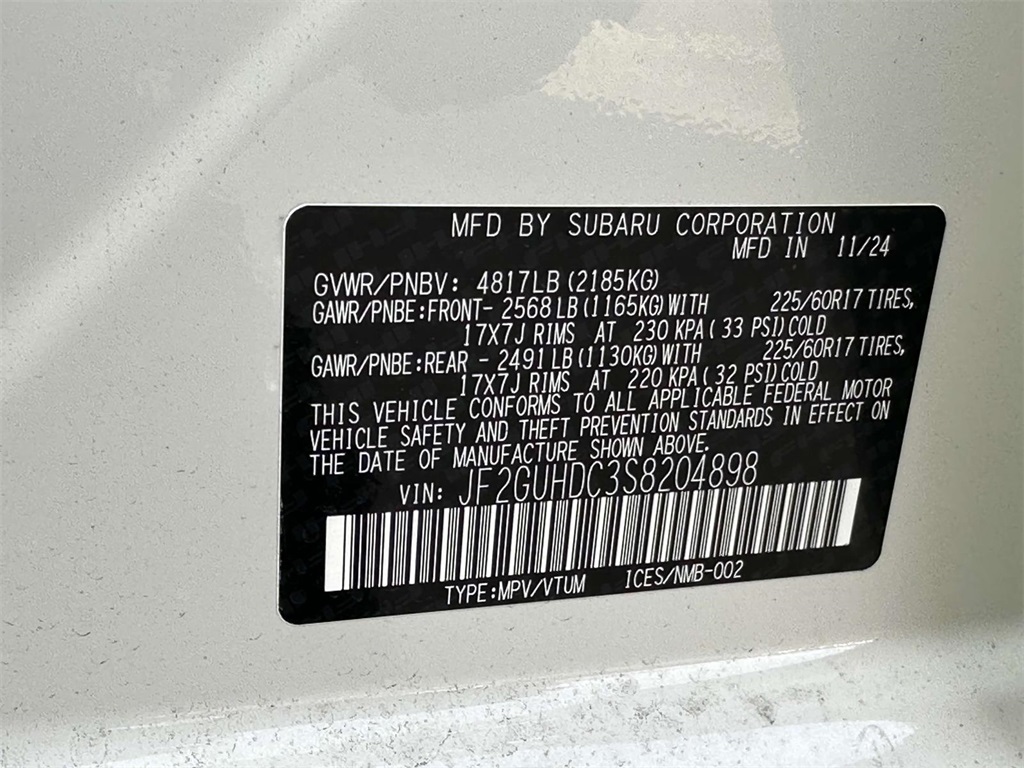 MFD BY SUBARU CORPORATION
MFD IN 11/24
GVWR/PNBV: 4817LB (2185KG)
GAWR/PNBE:FRONT- 2568 LB (1165KG) WITH 225/60R17 TIRES,
17X7J RIMS AT 230 KPA ( 33 PSI) COLD
GAWR/PNBE:REAR - 2491 LB (1130KG) WITH 225/60R17 TIRES,
17X7J RIMS AT 220 KPA ( 32 PSI) COLD
THIS VEHICLE CONFORMS TO ALL APPLICABLE FEDERAL MOTOR
VEHICLE SAFETY AND THEFT PREVENTION STANDARDS IN EFFECT ON
THE DATE OF MANUFACTURE SHOWN ABOVE.
VIN: JF2GUHDC3S8204898
TYPE:MPV/VTUM ICES/NMB-002